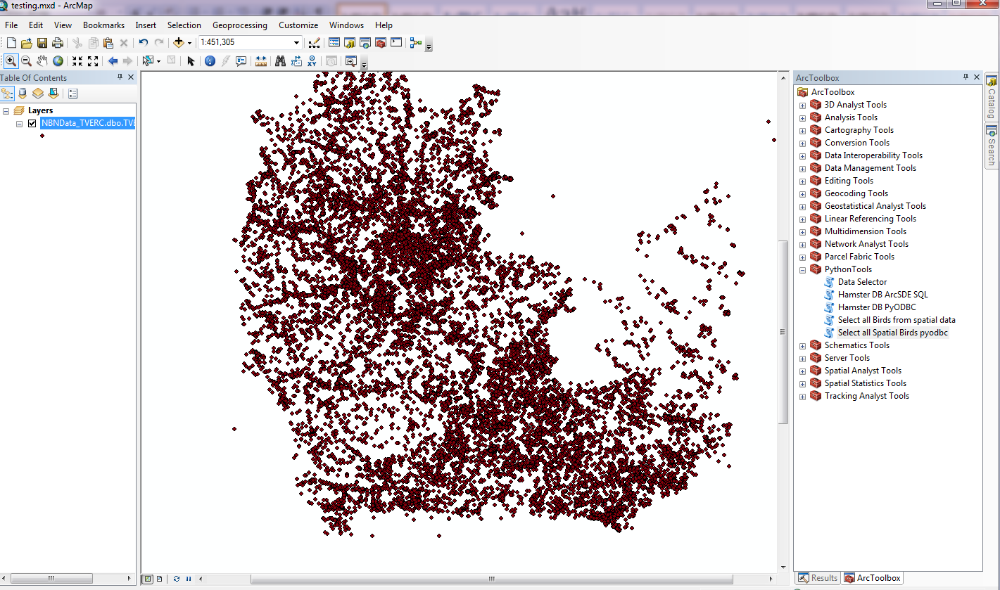 testing.mxd - ArcMap
File Edit View Bookmarks Insert Selection Geoprocessing Customize Windows Help
1:451,305
Table Of Contents
Layers
NBNData_TVERC.dbo.TVE
ArcToolbox
ArcToolbox
3D Analyst Tools
Analysis Tools
Cartography Tools
Conversion Tools
Data Interoperability Tools
Data Management Tools
Editing Tools
Geocoding Tools
Geostatistical Analyst Tools
Linear Referencing Tools
Multidimension Tools
Network Analyst Tools
Parcel Fabric Tools
PythonTools
Data Selector
Hamster DB ArcSDE SQL
Hamster DB PyODBC
Select all Birds from spatial data
Select all Spatial Birds pyodbc
Schematics Tools
Server Tools
Spatial Analyst Tools
Spatial Statistics Tools
Tracking Analyst Tools
Results ArcToolbox
Catalog
Search